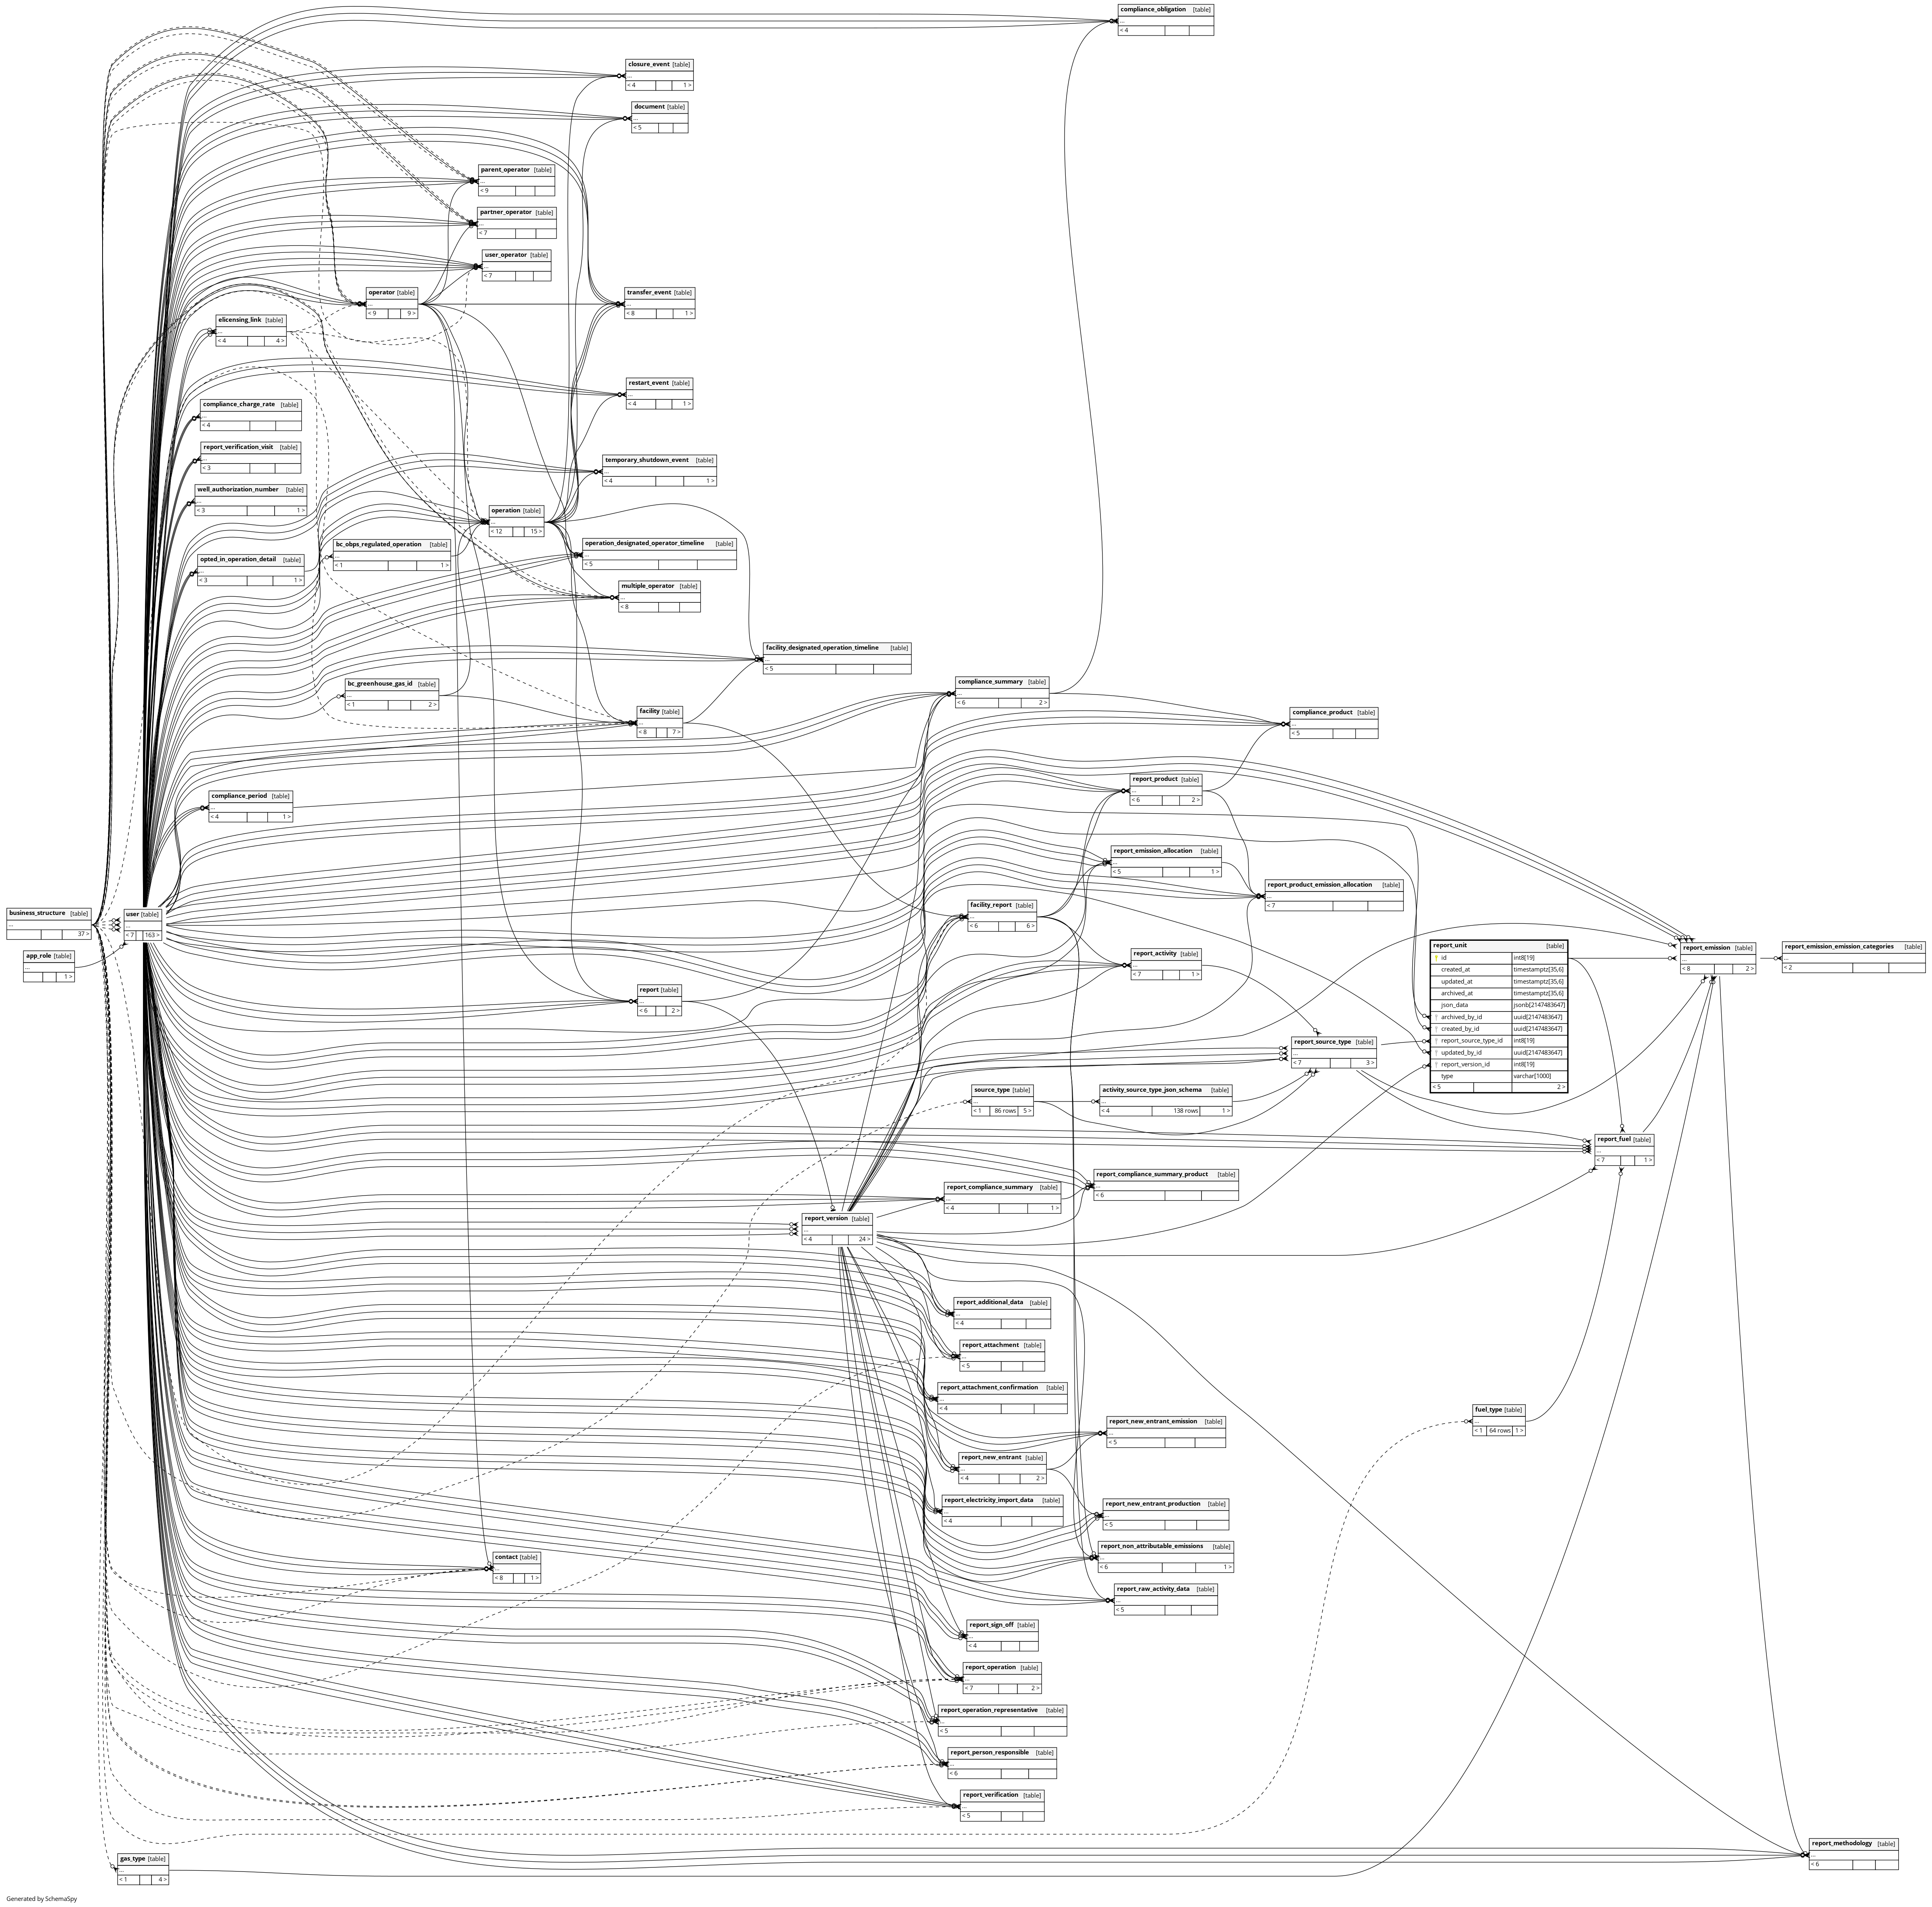 compliance_obligation [table]
...
< 4
closure_event [table]
...
< 4 1 >
document [table]
...
< 5
parent_operator [table]
...
< 9
partner_operator [table]
...
< 7
user_operator [table]
...
< 7
operator [table]
...
< 9 9 >
transfer_event [table]
...
< 8 1 >
elicensing_link [table]
...
< 4 4 >
restart_event [table]
...
< 4 1 >
compliance_charge_rate [table]
...
< 4
report_verification_visit [table]
...
< 3
temporary_shutdown_event [table]
...
< 4 1 >
well_authorization_number [table]
...
< 3 1 >
operation [table]
...
< 12 15 >
bc_obps_regulated_operation [table]
...
< 1 1 >
operation_designated_operator_timeline [table]
...
< 5
opted_in_operation_detail [table]
...
< 3 1 >
multiple_operator [table]
...
< 8
facility_designated_operation_timeline [table]
...
< 5
bc_greenhouse_gas_id [table]
...
< 1 2 >
compliance_summary [table]
...
< 6 2 >
facility [table]
...
< 8 7 >
compliance_product [table]
...
< 5
report_product [table]
...
< 6 2 >
compliance_period [table]
...
< 4 1 >
report_emission_allocation [table]
...
< 5 1 >
report_product_emission_allocation [table]
...
< 7
facility_report [table]
...
< 6 6 >
business_structure [table]
...
37 >
user [table]
...
< 7 163 >
app_role [table]
...
1 >
report_activity [table]
...
< 7 1 >
report_unit [table]
id int8[19]
created_at timestamptz[35,6]
updated_at timestamptz[35,6]
archived_at timestamptz[35,6]
json_data jsonb[2147483647]
archived_by_id uuid[2147483647]
created_by_id uuid[2147483647]
report_source_type_id int8[19]
updated_by_id uuid[2147483647]
report_version_id int8[19]
type varchar[1000]
< 5 2 >
report_emission [table]
...
< 8 2 >
report_emission_emission_categories [table]
...
< 2
report [table]
...
< 6 2 >
report_source_type [table]
...
< 7 3 >
source_type [table]
...
< 1 86 rows 5 >
activity_source_type_json_schema [table]
...
< 4 138 rows 1 >
report_fuel [table]
...
< 7 1 >
report_compliance_summary_product [table]
...
< 6
report_compliance_summary [table]
...
< 4 1 >
report_version [table]
...
< 4 24 >
report_additional_data [table]
...
< 4
report_attachment [table]
...
< 5
report_attachment_confirmation [table]
...
< 4
fuel_type [table]
...
< 1 64 rows 1 >
report_new_entrant_emission [table]
...
< 5
report_new_entrant [table]
...
< 4 2 >
report_electricity_import_data [table]
...
< 4
report_new_entrant_production [table]
...
< 5
report_non_attributable_emissions [table]
...
< 6 1 >
contact [table]
...
< 8 1 >
report_raw_activity_data [table]
...
< 5
report_sign_off [table]
...
< 4
report_operation [table]
...
< 7 2 >
report_operation_representative [table]
...
< 5
report_person_responsible [table]
...
< 6
report_verification [table]
...
< 5
report_methodology [table]
...
< 6
gas_type [table]
...
< 1 4 >
Generated by SchemaSpy